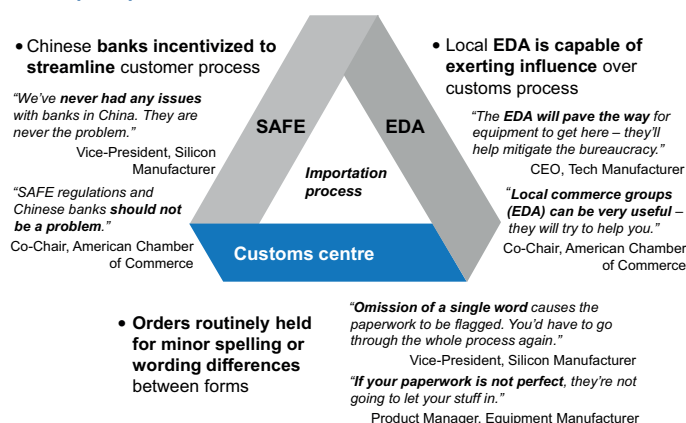 • Chinese banks incentivized to
streamline customer process
"We've never had any issues
with banks in China. They are
never the problem."
Vice-President, Silicon
Manufacturer
"SAFE regulations and
Chinese banks should not
be a problem."
Co-Chair, American Chamber
of Commerce
SAFE
EDA
Importation
process
Customs centre
• Local EDA is capable of
exerting influence over
customs process
"The EDA will pave the way for
equipment to get here – they'll
help mitigate the bureaucracy."
CEO, Tech Manufacturer
"Local commerce groups
(EDA) can be very useful –
they will try to help you."
Co-Chair, American Chamber
of Commerce
• Orders routinely held
for minor spelling or
wording differences
between forms
"Omission of a single word causes the
paperwork to be flagged. You'd have to go
through the whole process again."
Vice-President, Silicon Manufacturer
"If your paperwork is not perfect, they're not
going to let your stuff in."
Product Manager, Equipment Manufacturer